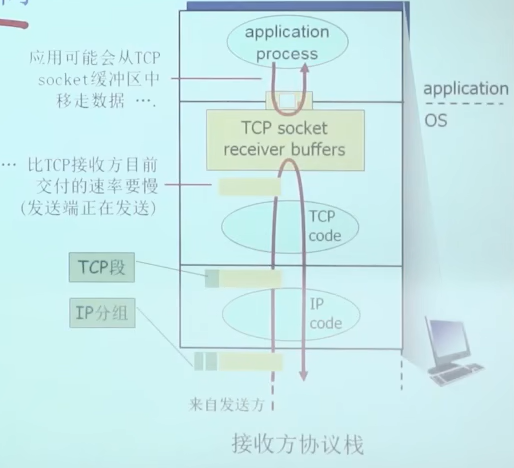 application
process
应用可能会从TCP
socket缓冲区中
移走数据 ….
application
OS
TCP socket
receiver buffers
… 比TCP接收方目前
交付的速率要慢
(发送端正在发送)
TCP
code
TCP段
IP
code
IP分组
来自发送方
接收方协议栈